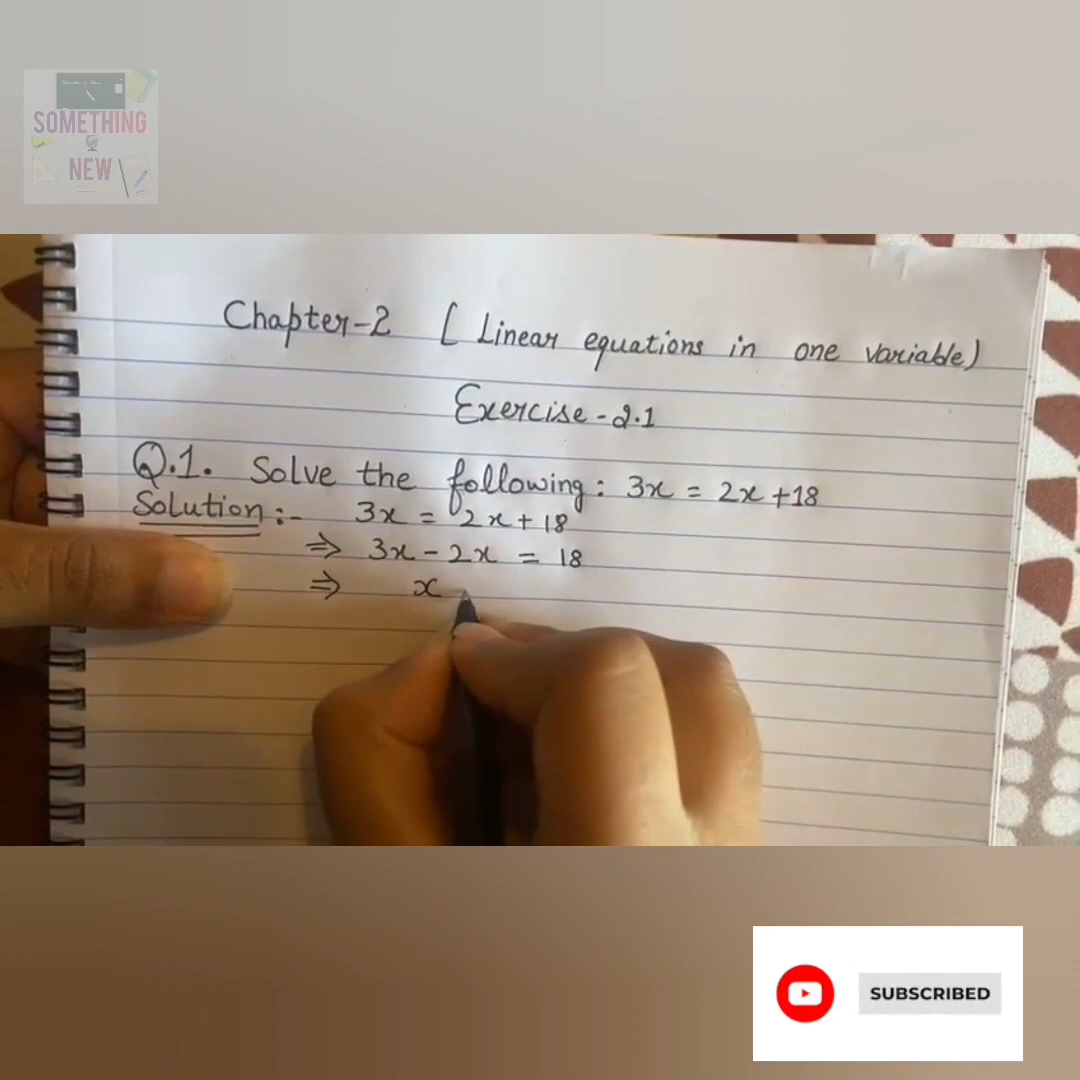 SOMETHING
NEW
Chapter-2 [ Linear equations in one variable)
Exercise - 2.1
Q.1. Solve the following : 3x = 2x +18
Solution :- 3x = 2x + 18
⇒ 3x - 2x = 18
⇒ x
SUBSCRIBED